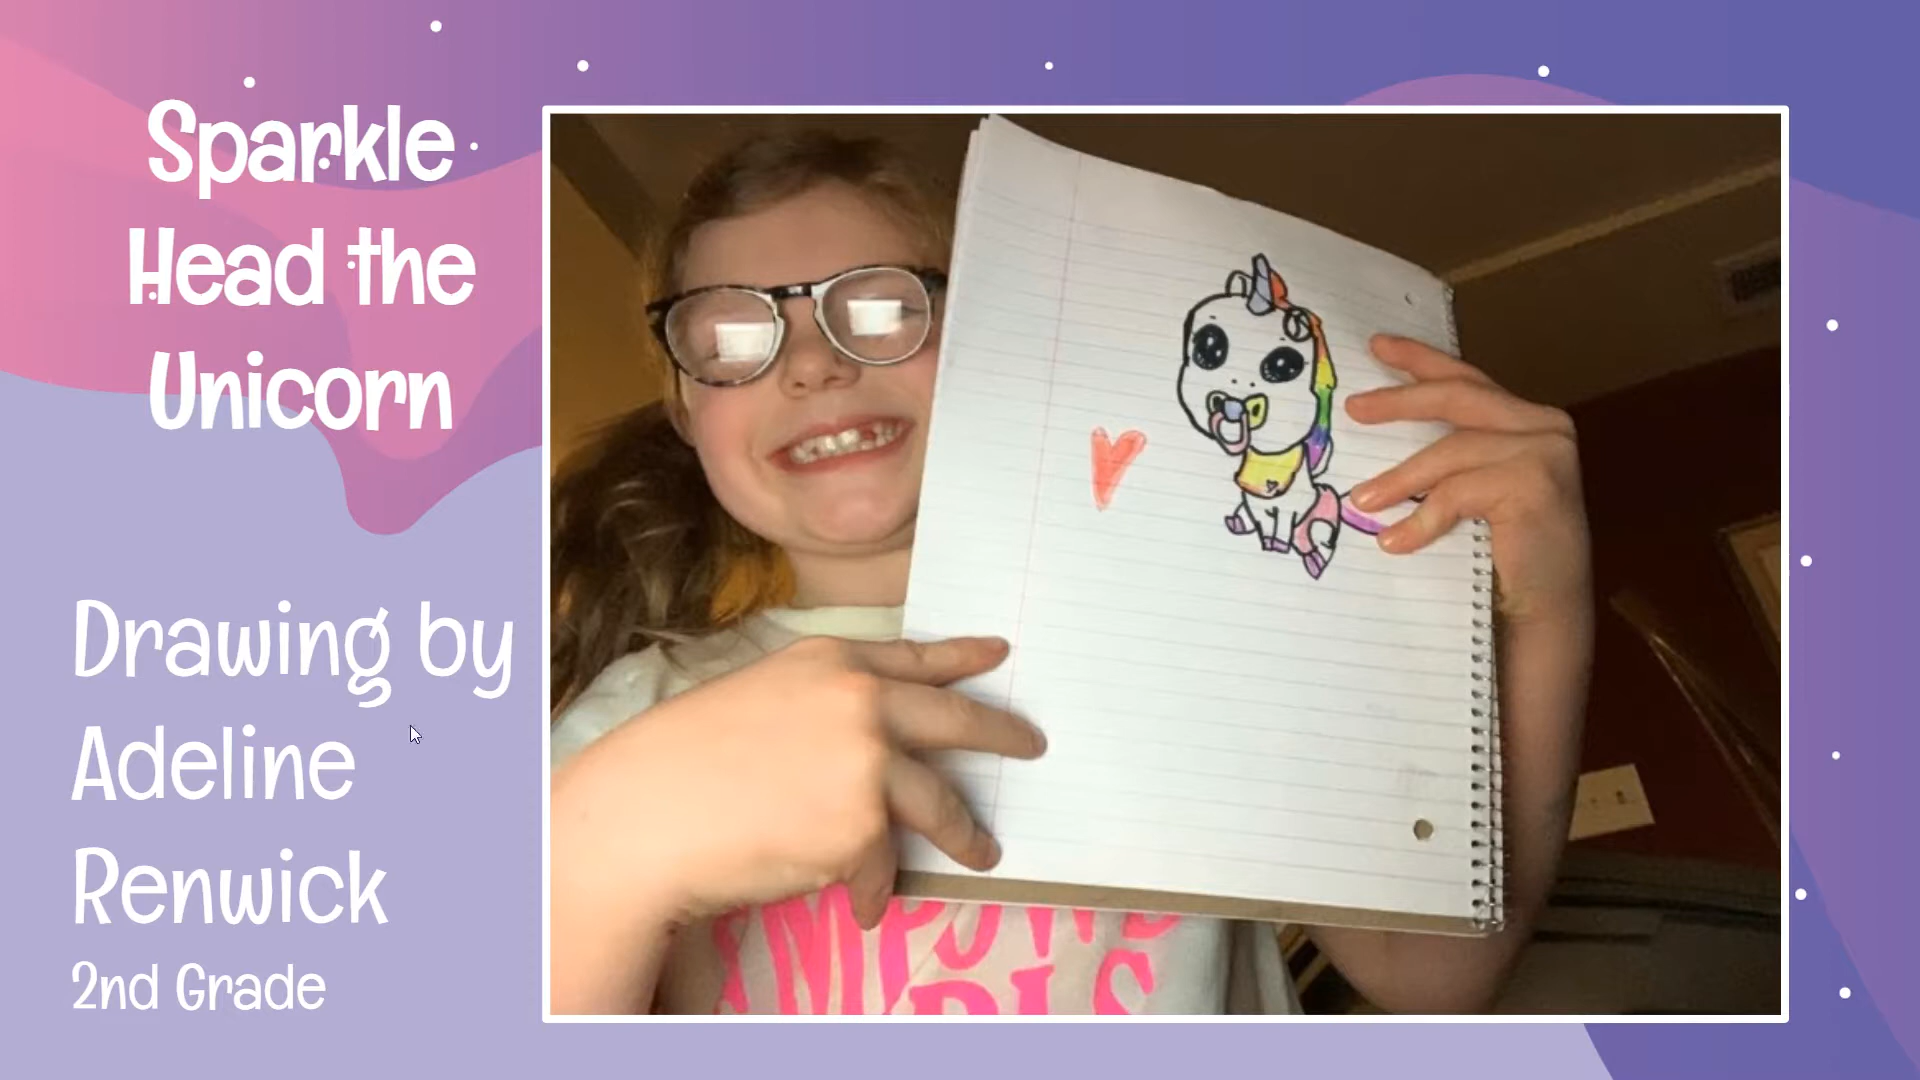 Sparkle
Head the
Unicorn
Drawing by
Adeline
Renwick
2nd Grade